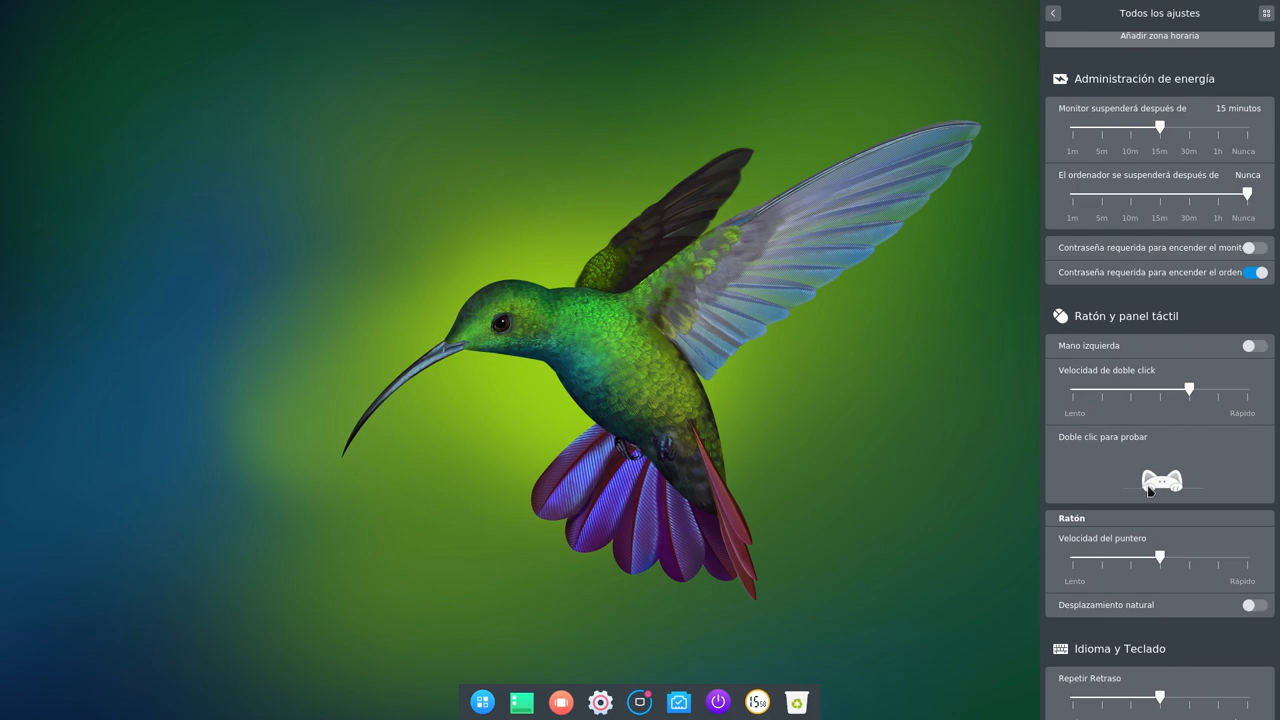 Todos los ajustes
Añadir zona horaria
Administración de energía
Monitor suspenderá después de 15 minutos
1m 5m 10m 15m 30m 1h Nunca
El ordenador se suspenderá después de Nunca
1m 5m 10m 15m 30m 1h Nunca
Contraseña requerida para encender el monit
Contraseña requerida para encender el orden
Ratón y panel táctil
Mano izquierda
Velocidad de doble click
Lento Rápido
Doble clic para probar
Ratón
Velocidad del puntero
Lento Rápido
Desplazamiento natural
Idioma y Teclado
Repetir Retraso
15 58